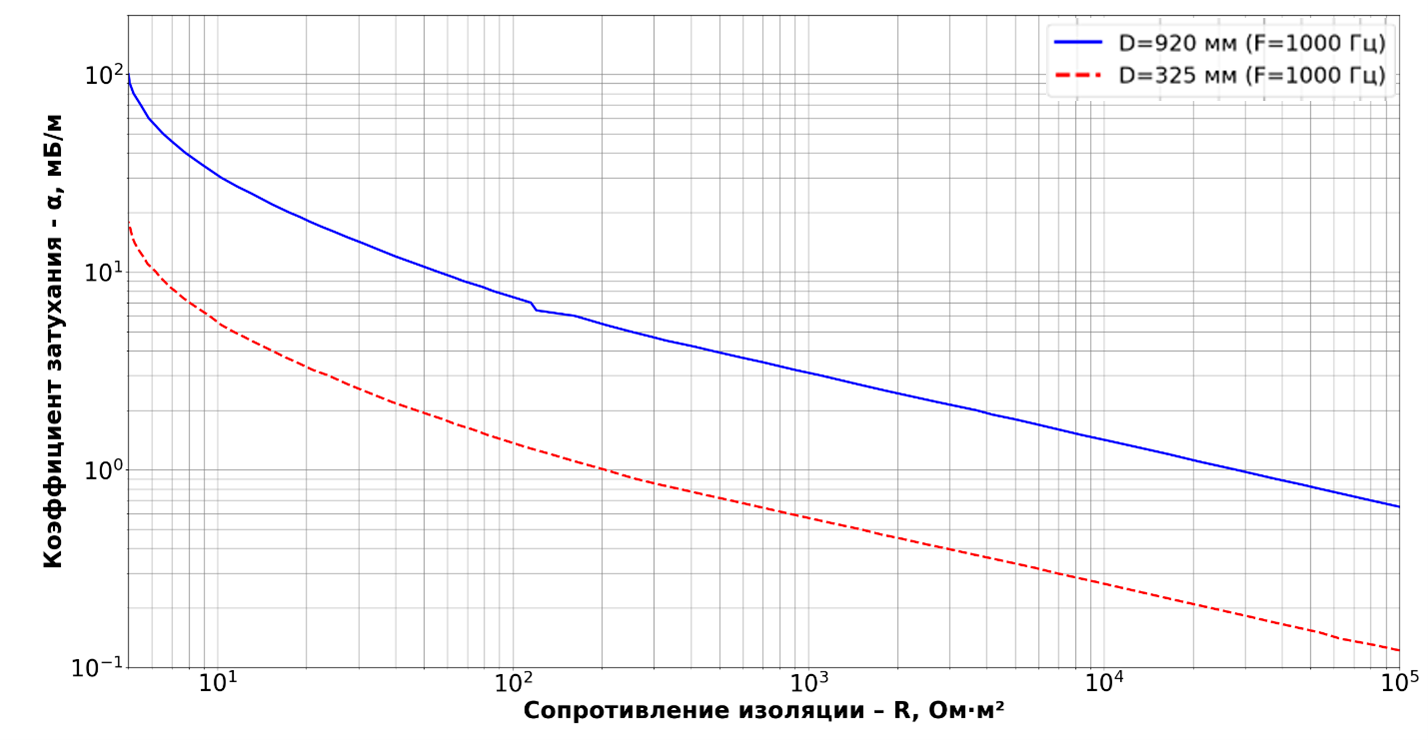 D=920 мм (F=1000 Гц)
D=325 мм (F=1000 Гц)
Коэффициент затухания - α, мБ/м
10²
10¹
10⁰
10⁻¹
10¹
10²
10³
10⁴
10⁵
Сопротивление изоляции – R, Ом·м²